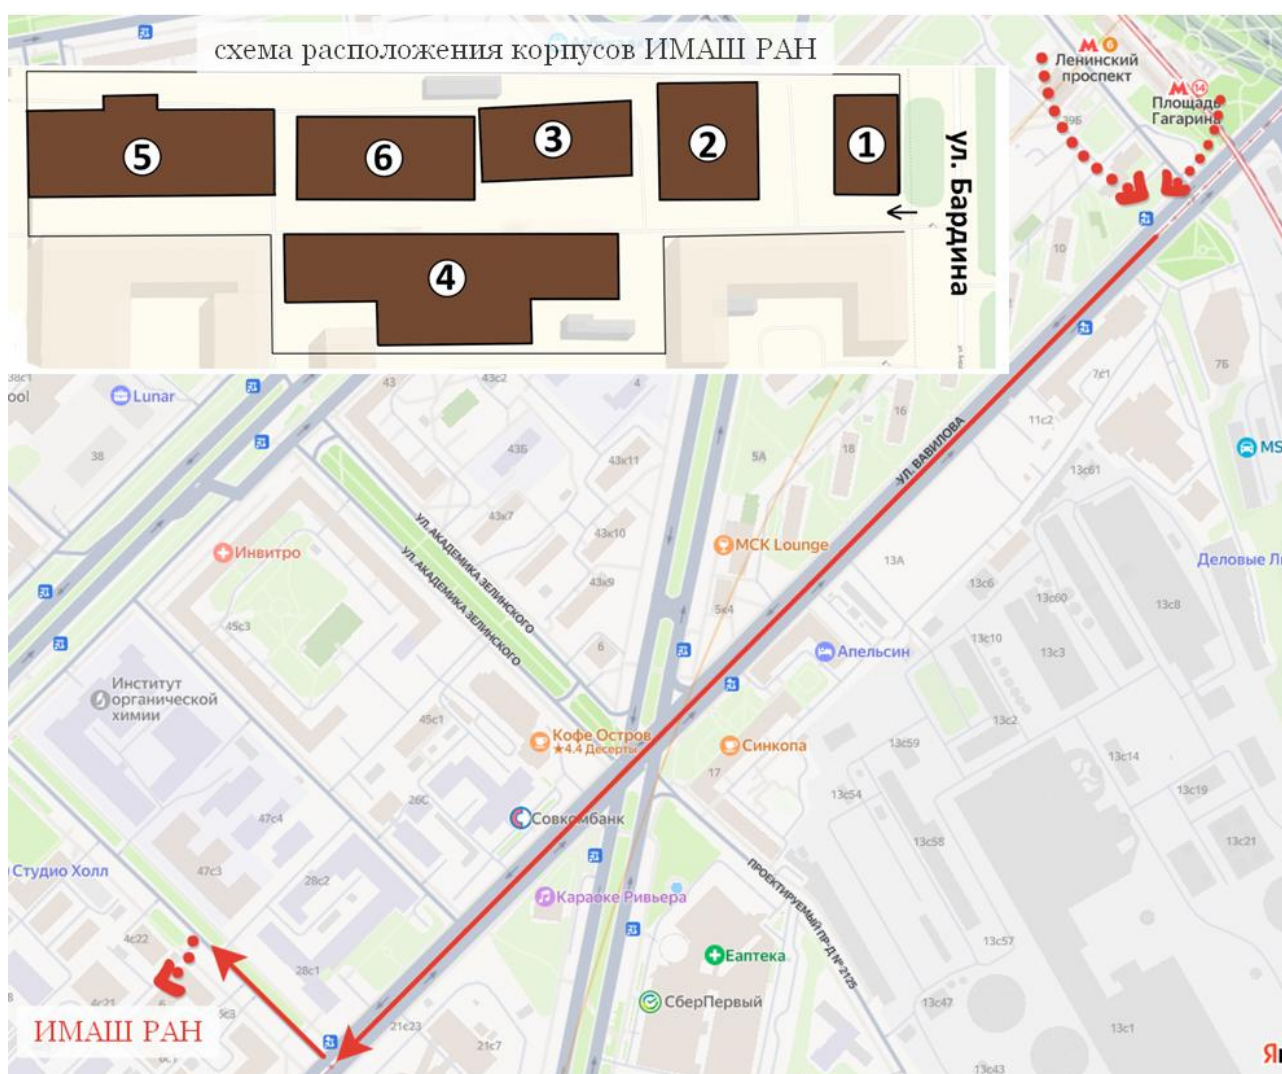 схема расположения корпусов ИМАШ РАН
5
6
3
2
1
4
ул. Бардина
М 6
Ленинский
проспект
М 14
Площадь
Гагарина
39Б
10
7Б
7с1
11с2
16
18
5А
4
43
43с2
43Б
43к11
38с1
ool
Lunar
38
УЛ. ВАВИЛОВА
13с61
MS
43к7
43к10
43к9
УЛ. АКАДЕМИКА ЗЕЛИНСКОГО
УЛ. АКАДЕМИКА ЗЕЛИНСКОГО
Инвитро
МСК Lounge
13А
Деловые Л
13с6
13с60
13с8
5к4
45с3
6
13с10
13с3
Апельсин
Институт
органической
химии
45с1
Кофе Остров
★4.4 Десерты
Синкопа
13с2
13с59
13с14
17
13с54
13с19
26С
47с4
Совкомбанк
13с58
13с21
Студио Холл
47с3
28с2
Караоке Ривьера
ПРОЕКТИРУЕМЫЙ ПР-Д № 2125
4с22
28с1
Еаптека
13с57
4с21
СберПервый
13с47
ИМАШ РАН
21с23
21с7
13с1
13с43